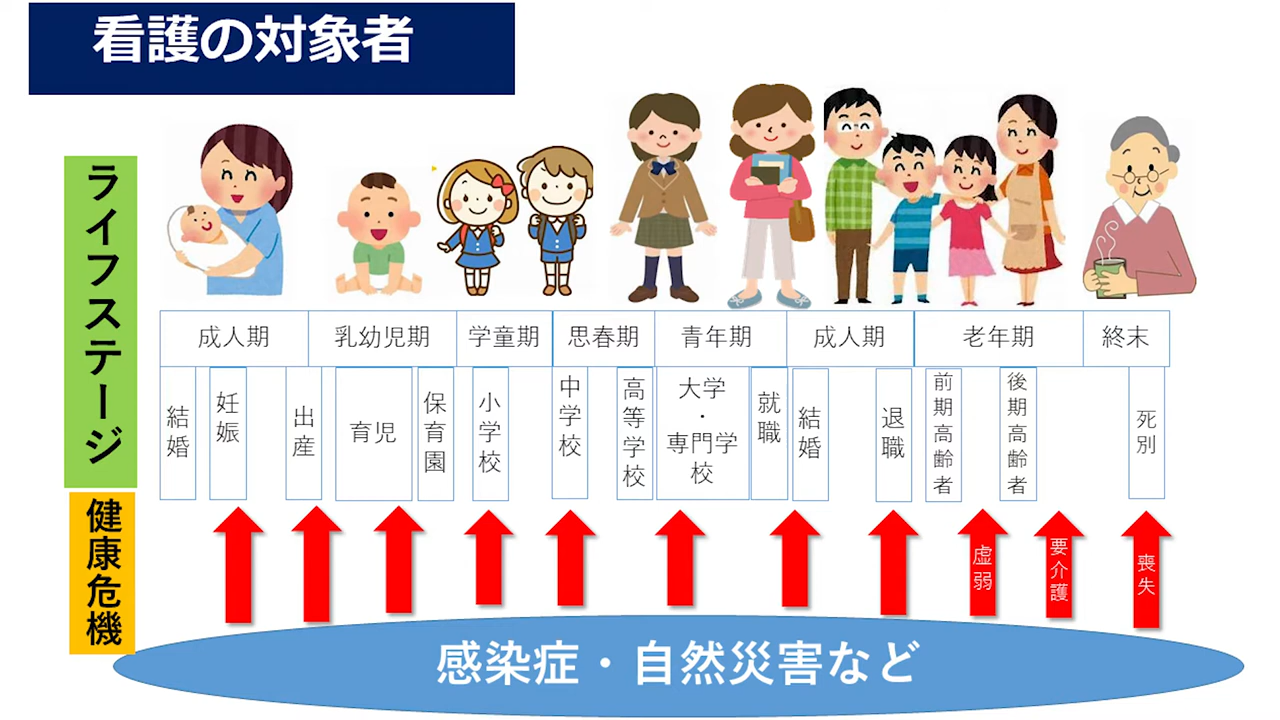 看護の対象者
ライフステージ
成人期
乳幼児期
学童期
思春期
青年期
成人期
老年期
終末
結婚
妊娠
出産
育児
保育園
小学校
中学校
高等学校
大学
・
専門学
校
就職
結婚
退職
前期高齢者
後期高齢者
死別
健康危機
虚弱
要介護
喪失
感染症・自然災害など